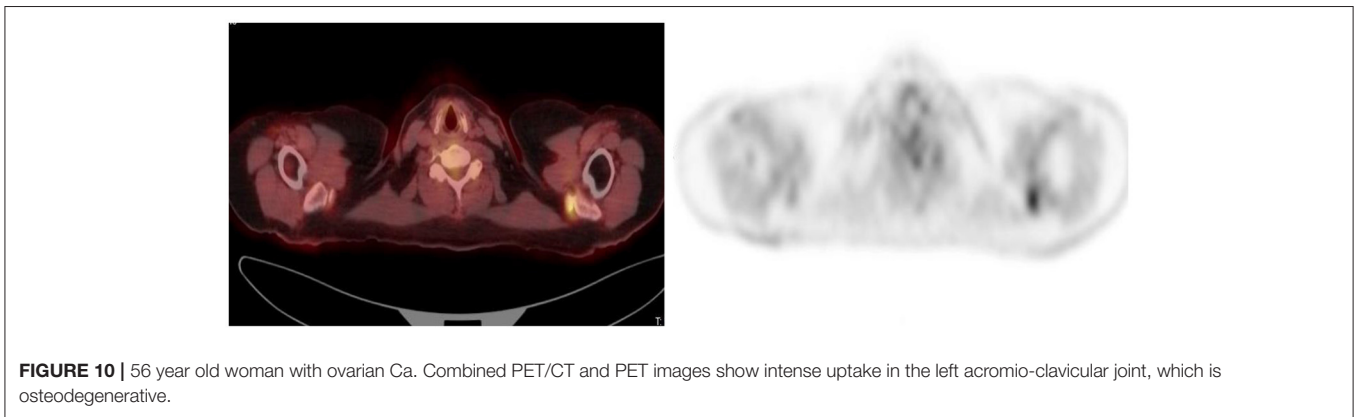 T:
FIGURE 10 | 56 year old woman with ovarian Ca. Combined PET/CT and PET images show intense uptake in the left acromio-clavicular joint, which is
osteodegenerative.